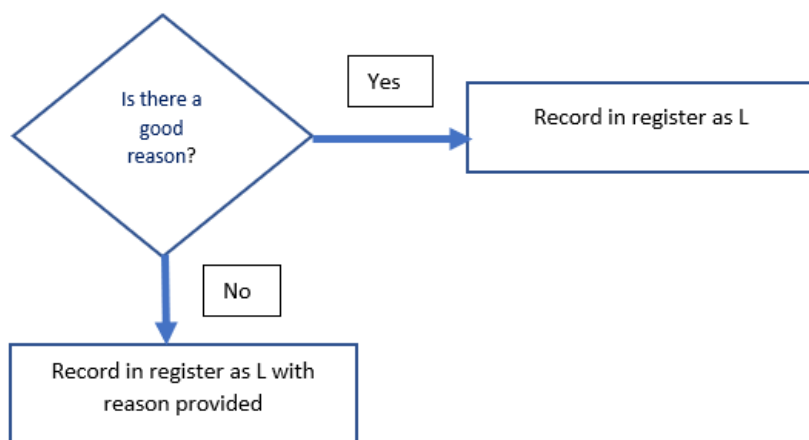 Is there a
good
reason?
Yes
Record in register as L
No
Record in register as L with
reason provided